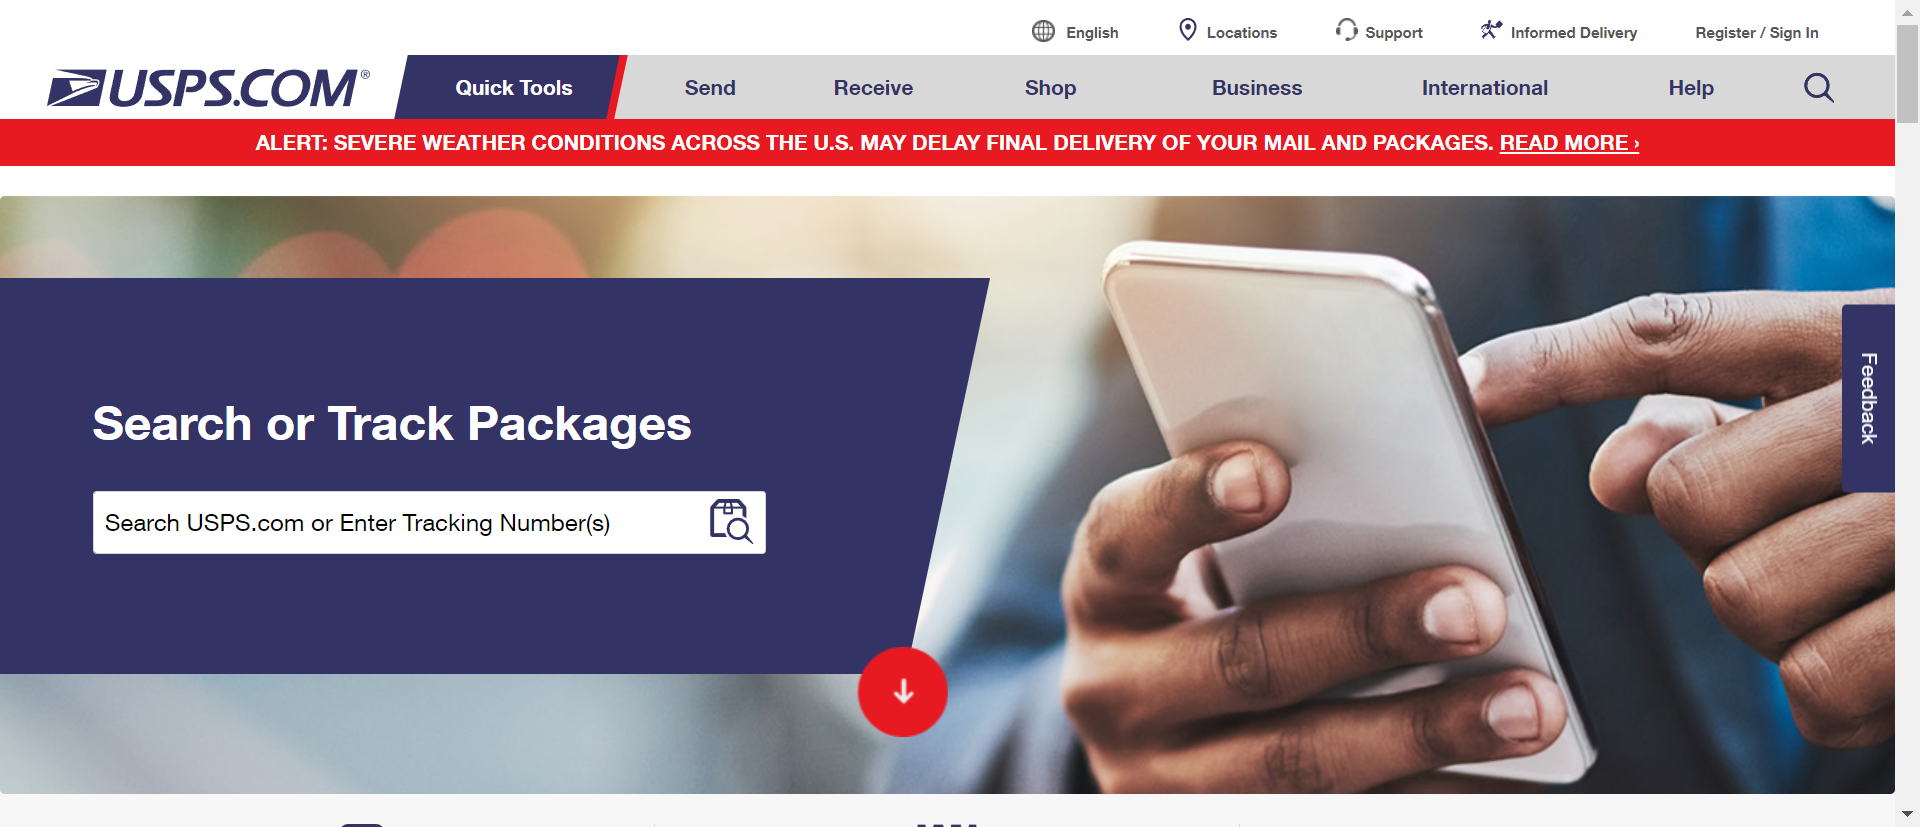 English
Locations
Support
Informed Delivery
Register / Sign In
USPS.COM®
Quick Tools
Send
Receive
Shop
Business
International
Help
ALERT: SEVERE WEATHER CONDITIONS ACROSS THE U.S. MAY DELAY FINAL DELIVERY OF YOUR MAIL AND PACKAGES. READ MORE ›
Feedback
Search or Track Packages
Search USPS.com or Enter Tracking Number(s)